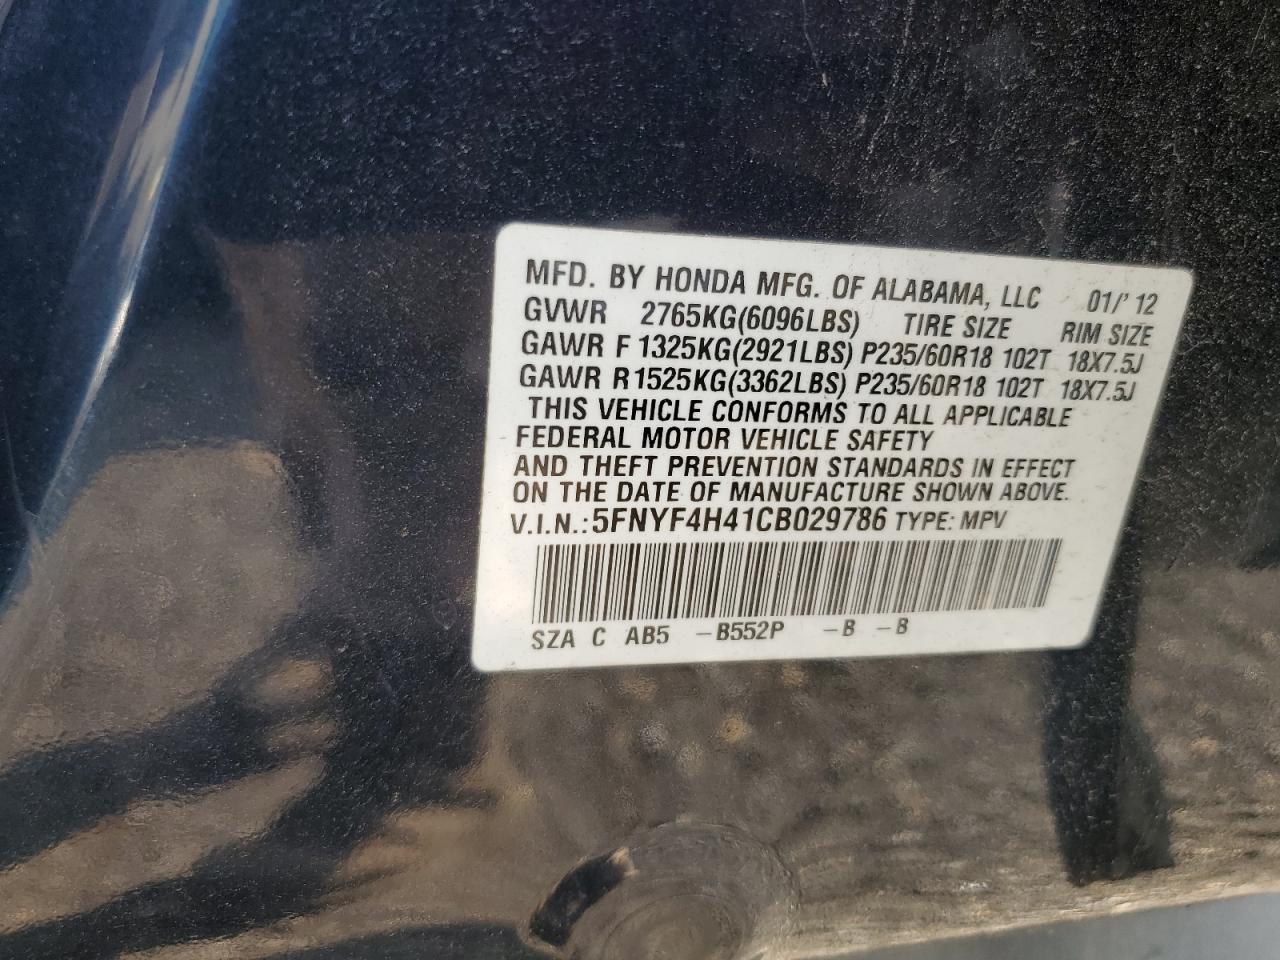 MFD. BY HONDA MFG. OF ALABAMA, LLC 01/'12
GVWR 2765KG(6096LBS) TIRE SIZE RIM SIZE
GAWR F 1325KG(2921LBS) P235/60R18 102T 18X7.5J
GAWR R 1525KG(3362LBS) P235/60R18 102T 18X7.5J
THIS VEHICLE CONFORMS TO ALL APPLICABLE
FEDERAL MOTOR VEHICLE SAFETY
AND THEFT PREVENTION STANDARDS IN EFFECT
ON THE DATE OF MANUFACTURE SHOWN ABOVE.
V.I.N.: 5FNYF4H41CB029786 TYPE: MPV
SZA C AB5 -B552P -B -B